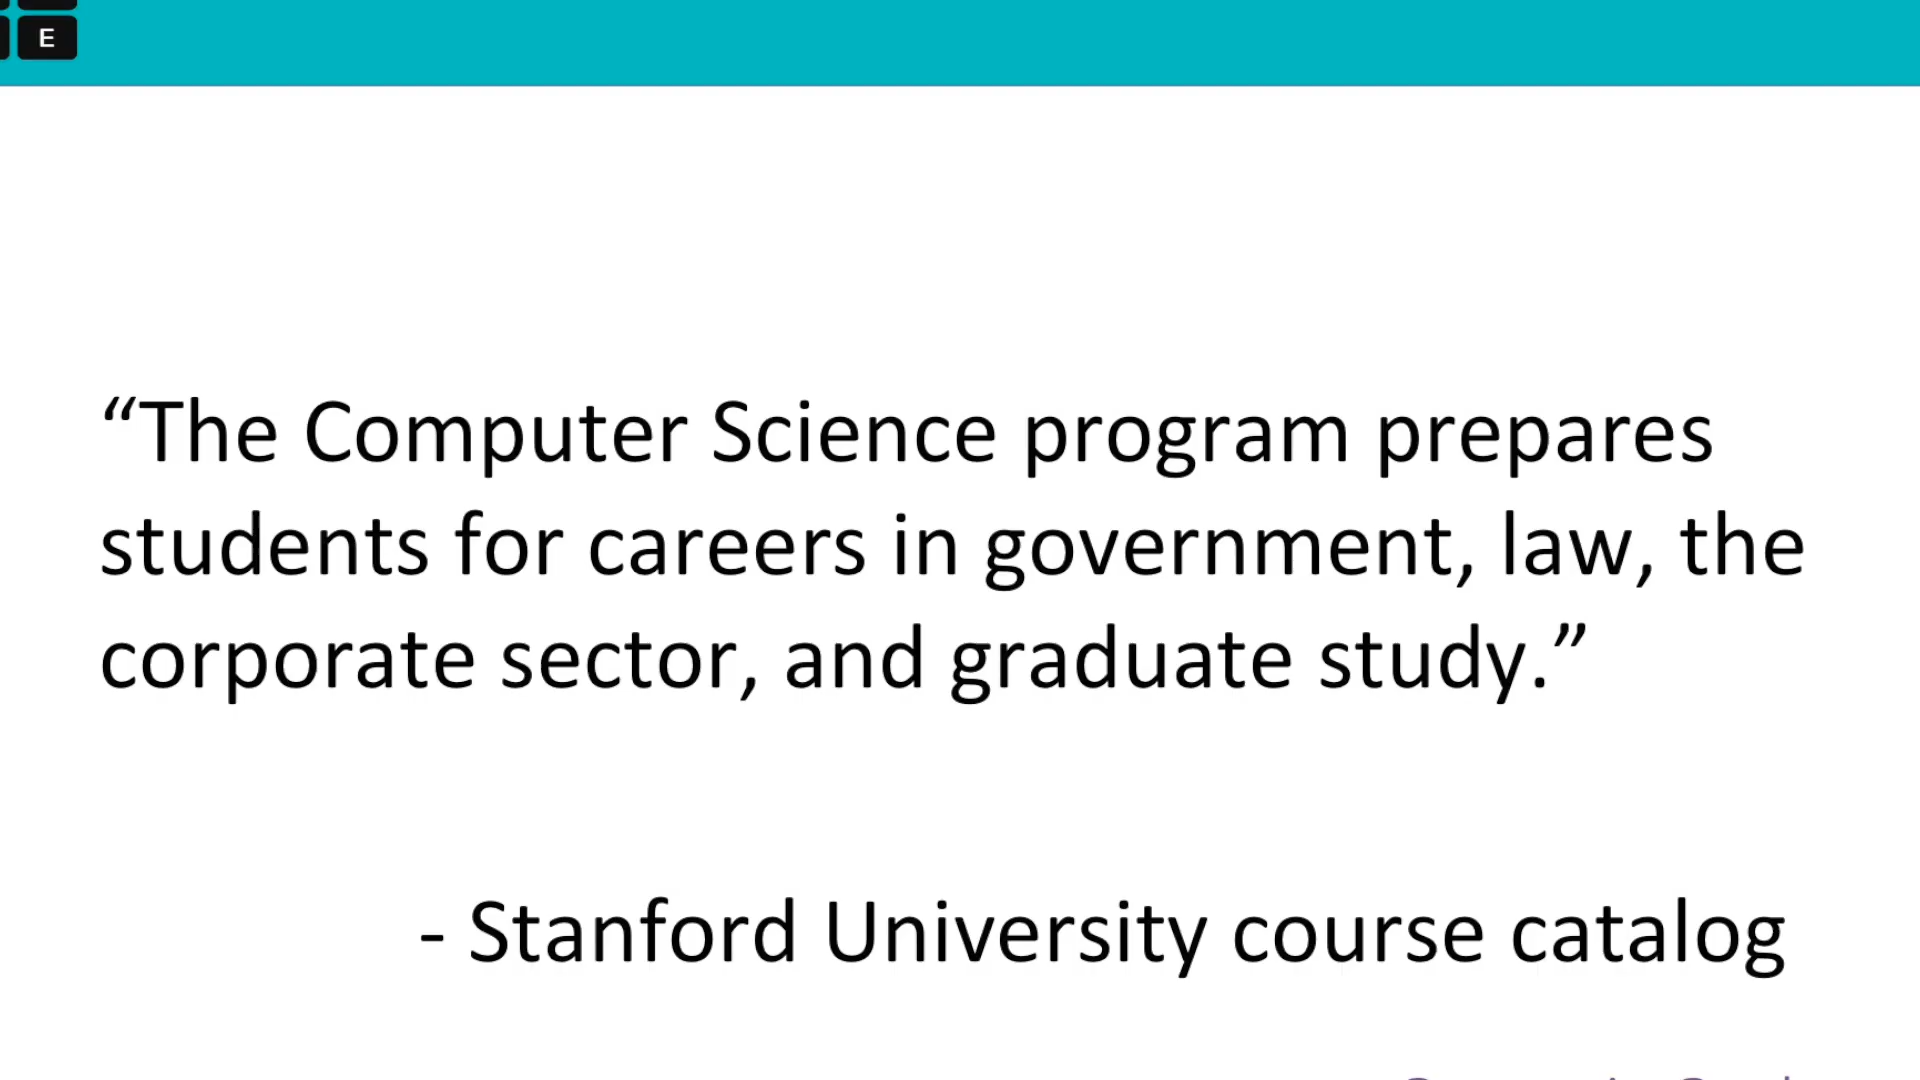 E
“The Computer Science program prepares
students for careers in government, law, the
corporate sector, and graduate study.”
- Stanford University course catalog